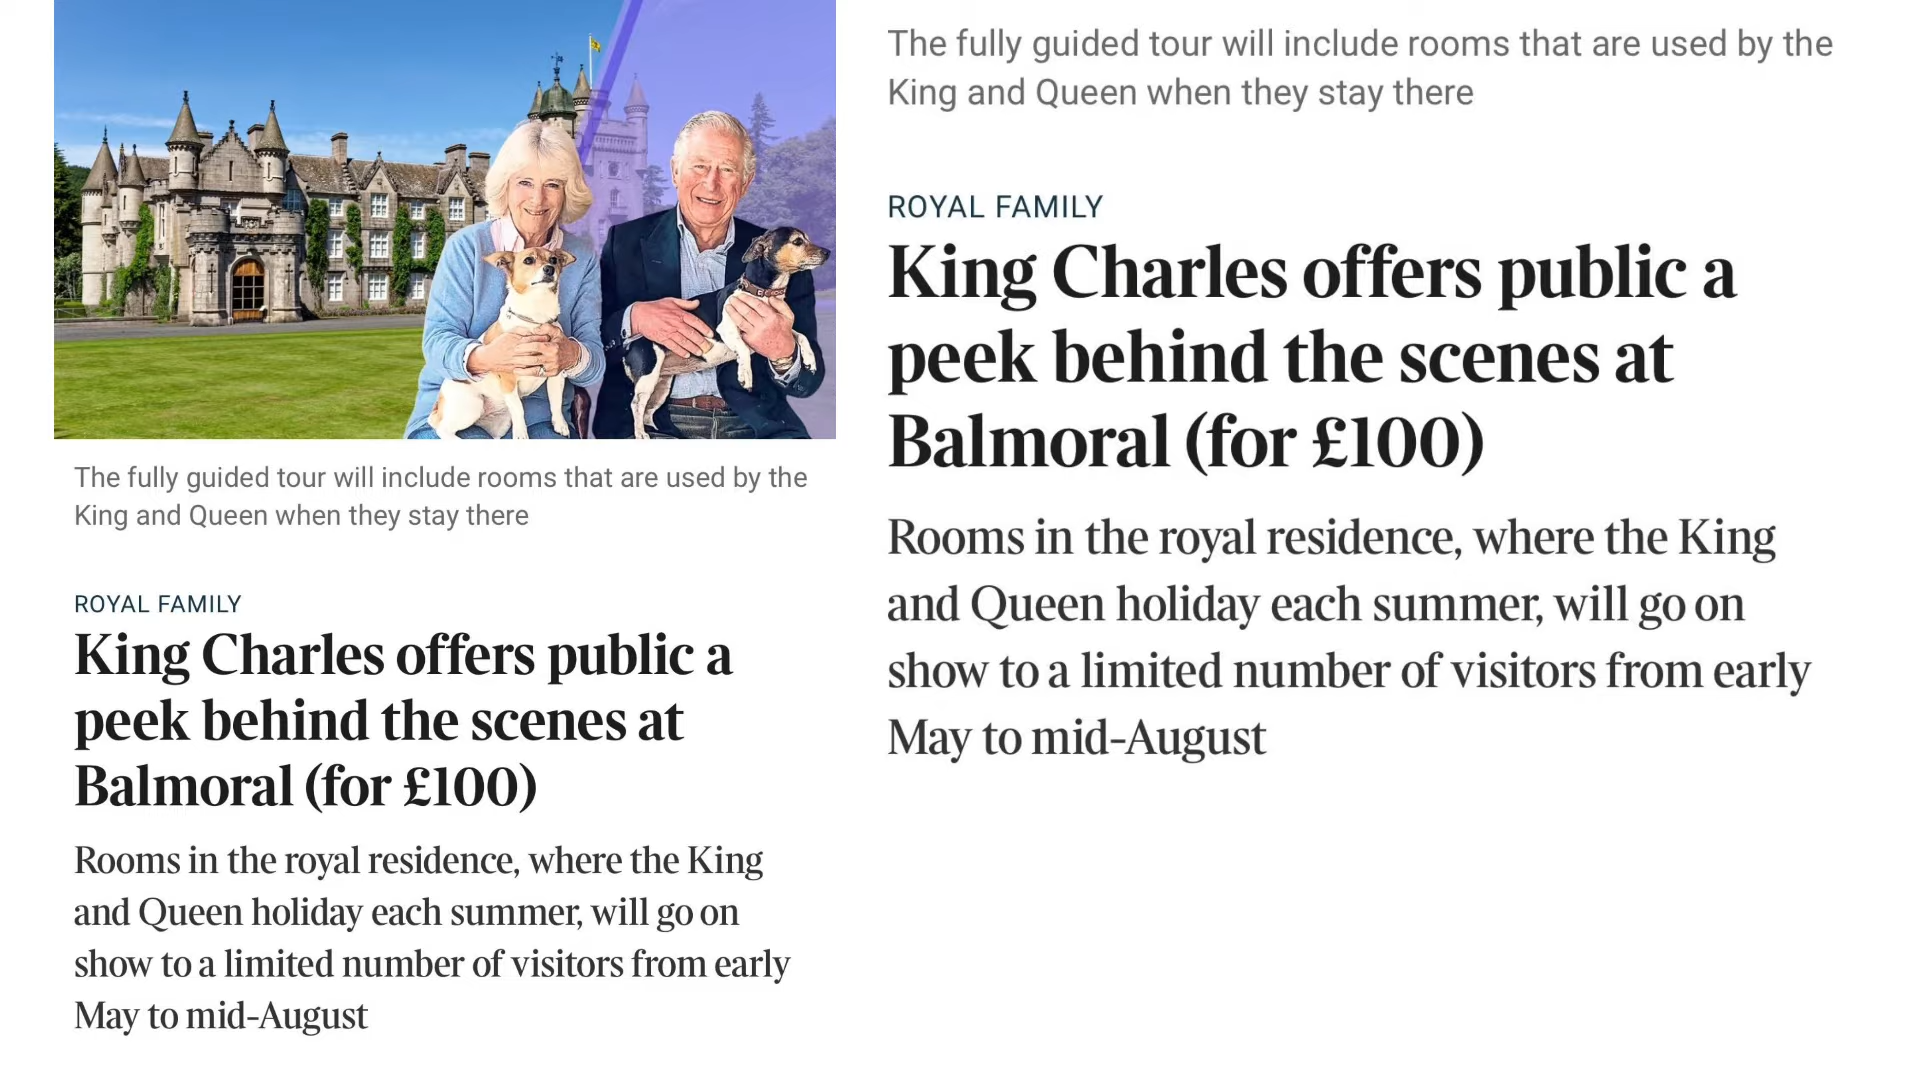 The fully guided tour will include rooms that are used by the
King and Queen when they stay there
ROYAL FAMILY
King Charles offers public a
peek behind the scenes at
Balmoral (for £100)
Rooms in the royal residence, where the King
and Queen holiday each summer, will go on
show to a limited number of visitors from early
May to mid-August
The fully guided tour will include rooms that are used by the
King and Queen when they stay there
ROYAL FAMILY
King Charles offers public a
peek behind the scenes at
Balmoral (for £100)
Rooms in the royal residence, where the King
and Queen holiday each summer, will go on
show to a limited number of visitors from early
May to mid-August